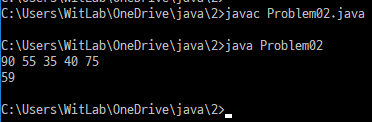 C:\Users\WitLab\OneDrive\java\2>javac Problem02.java
C:\Users\WitLab\OneDrive\java\2>java Problem02
90 55 35 40 75
59
C:\Users\WitLab\OneDrive\java\2>